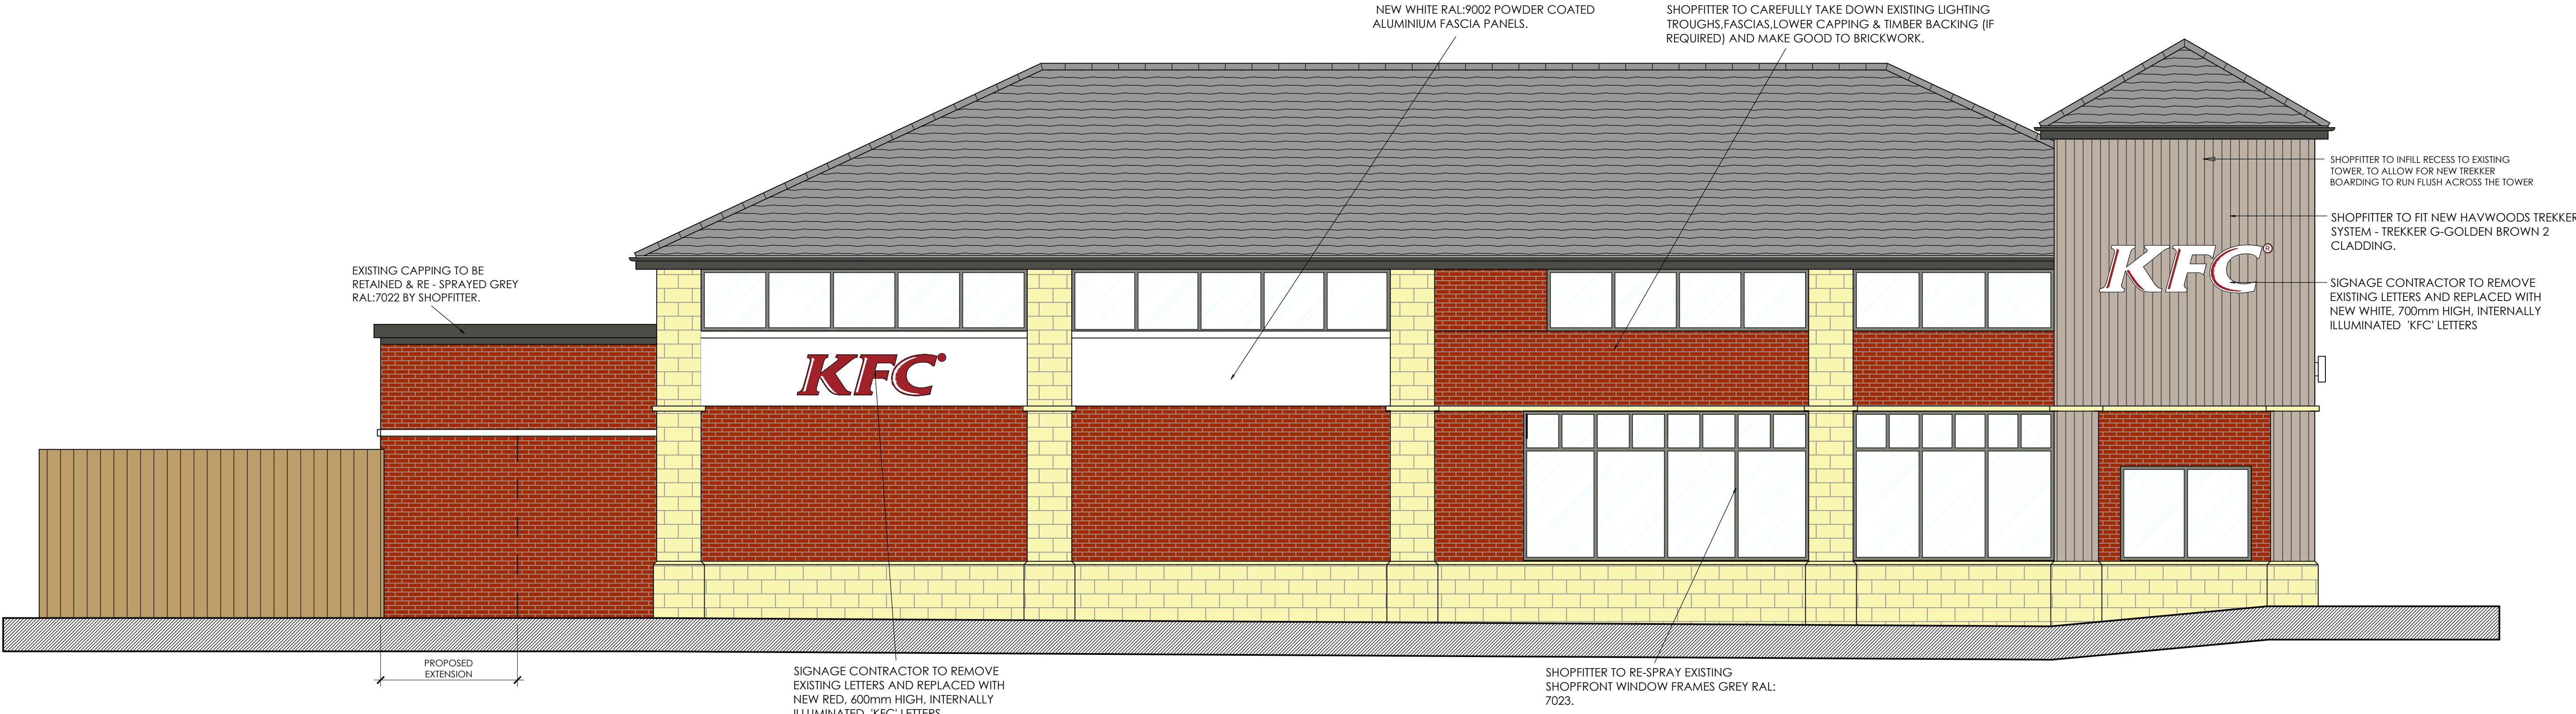 NEW WHITE RAL:9002 POWDER COATED
ALUMINIUM FASCIA PANELS.
SHOPFITTER TO CAREFULLY TAKE DOWN EXISTING LIGHTING
TROUGHS,FASCIAS,LOWER CAPPING & TIMBER BACKING (IF
REQUIRED) AND MAKE GOOD TO BRICKWORK.
SHOPFITTER TO INFILL RECESS TO EXISTING
TOWER, TO ALLOW FOR NEW TREKKER
BOARDING TO RUN FLUSH ACROSS THE TOWER
SHOPFITTER TO FIT NEW HAVWOODS TREKKER
SYSTEM - TREKKER G-GOLDEN BROWN 2
CLADDING.
KFC®
SIGNAGE CONTRACTOR TO REMOVE
EXISTING LETTERS AND REPLACED WITH
NEW WHITE, 700mm HIGH, INTERNALLY
ILLUMINATED 'KFC' LETTERS
EXISTING CAPPING TO BE
RETAINED & RE - SPRAYED GREY
RAL:7022 BY SHOPFITTER.
KFC
PROPOSED
EXTENSION
SIGNAGE CONTRACTOR TO REMOVE
EXISTING LETTERS AND REPLACED WITH
NEW RED, 600mm HIGH, INTERNALLY
ILLUMINATED 'KFC' LETTERS
SHOPFITTER TO RE-SPRAY EXISTING
SHOPFRONT WINDOW FRAMES GREY RAL:
7023.